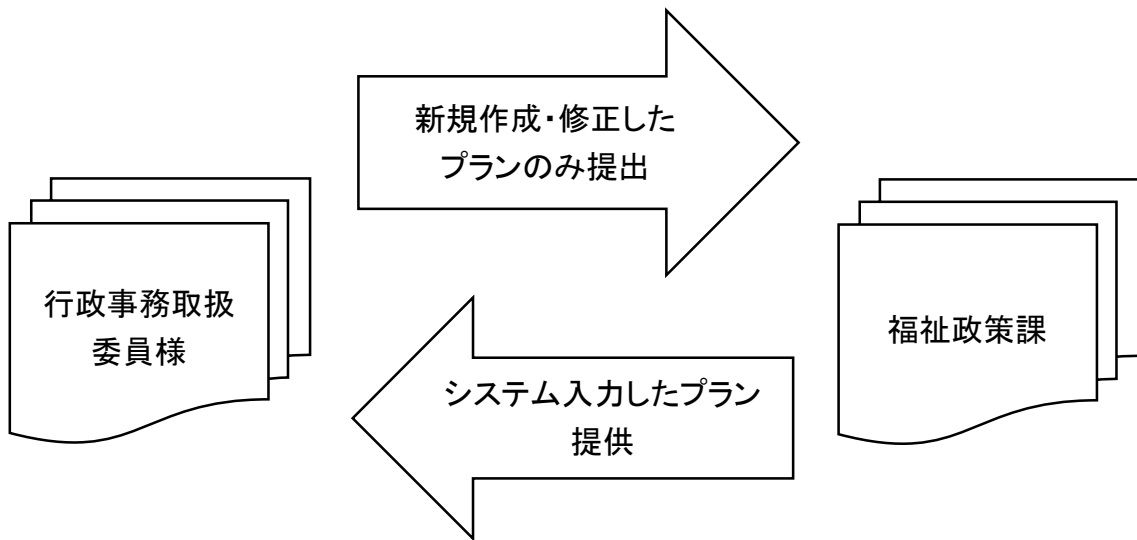 新規作成・修正した
プランのみ提出
行政事務取扱
委員様
福祉政策課
システム入力したプラン
提供